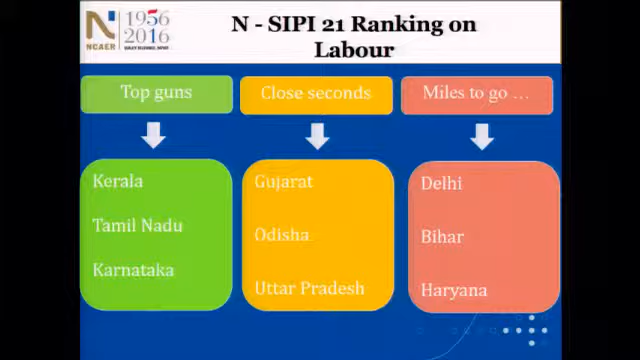 N
NCAER
1956
2016
N - SIPI 21 Ranking on
Labour
Top guns
Close seconds
Miles to go ...
Kerala
Tamil Nadu
Karnataka
Gujarat
Odisha
Uttar Pradesh
Delhi
Bihar
Haryana